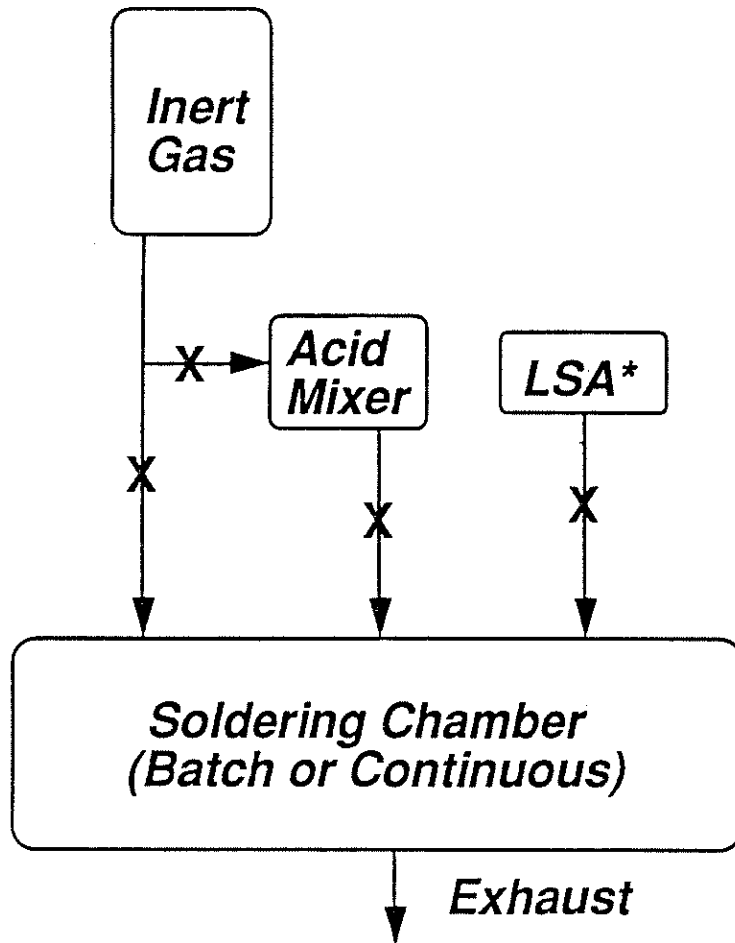 Inert
Gas
X
Acid
Mixer
LSA*
X
X
X
Soldering Chamber
(Batch or Continuous)
Exhaust